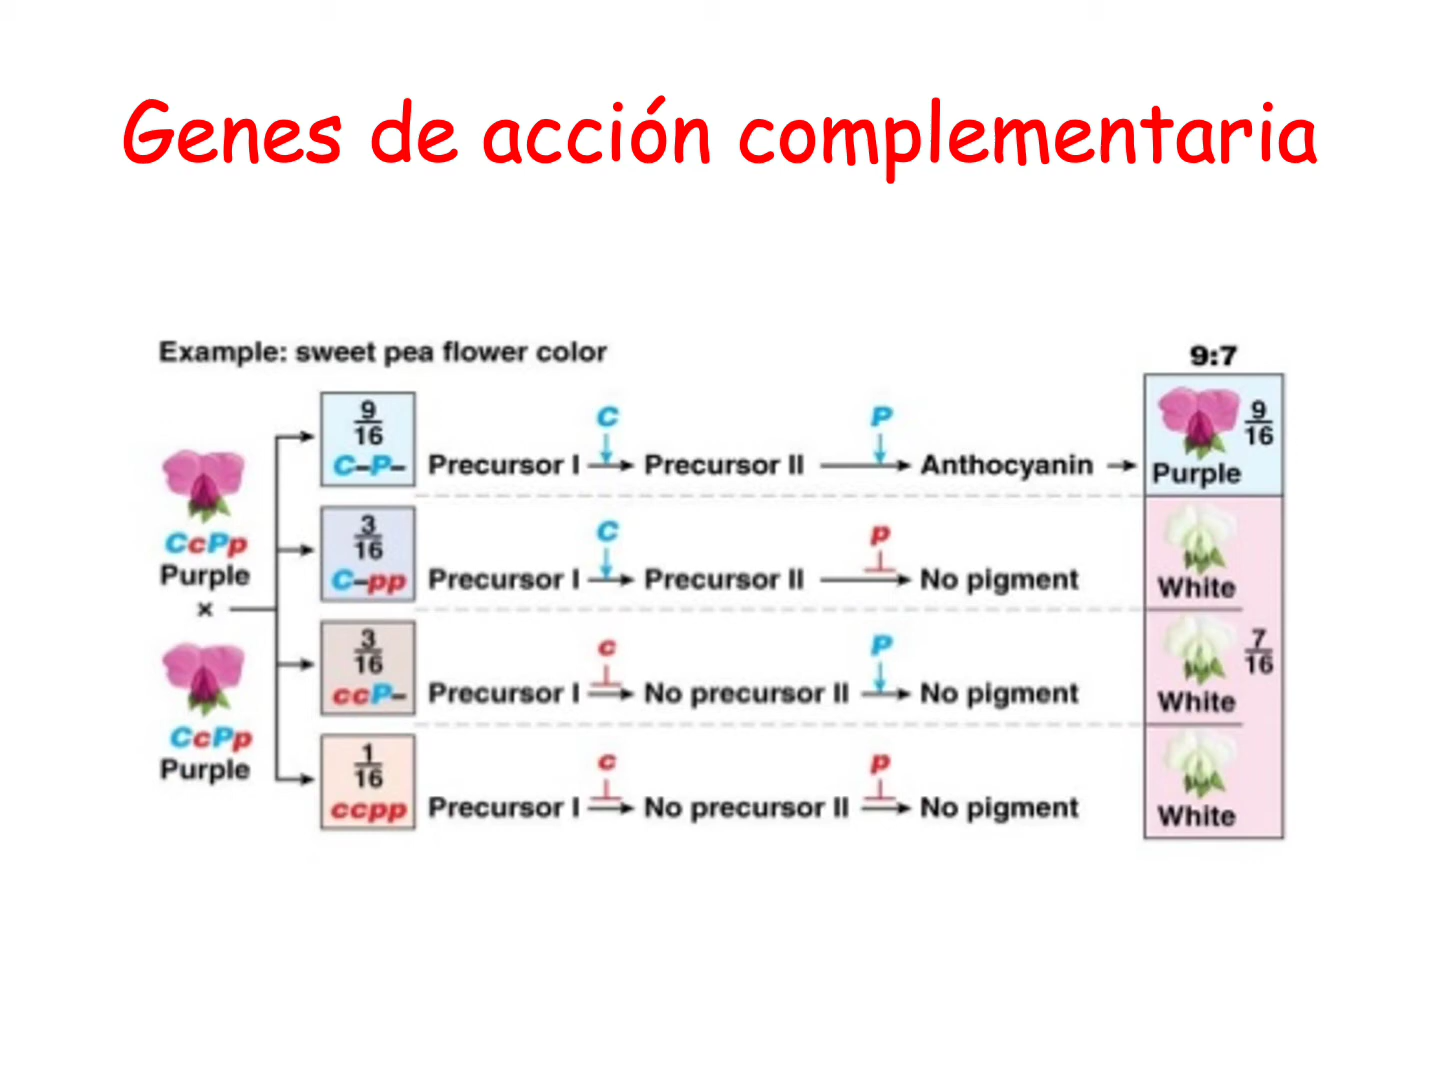 Genes de acción complementaria
Example: sweet pea flower color
9:7
9/16
C–P–
Precursor I
C
Precursor II
P
Anthocyanin
Purple
9/16
CcPp
Purple
×
CcPp
Purple
3/16
C–pp
Precursor I
C
Precursor II
p
No pigment
White
3/16
ccP–
Precursor I
c
No precursor II
P
No pigment
White
7/16
1/16
ccpp
Precursor I
c
No precursor II
p
No pigment
White